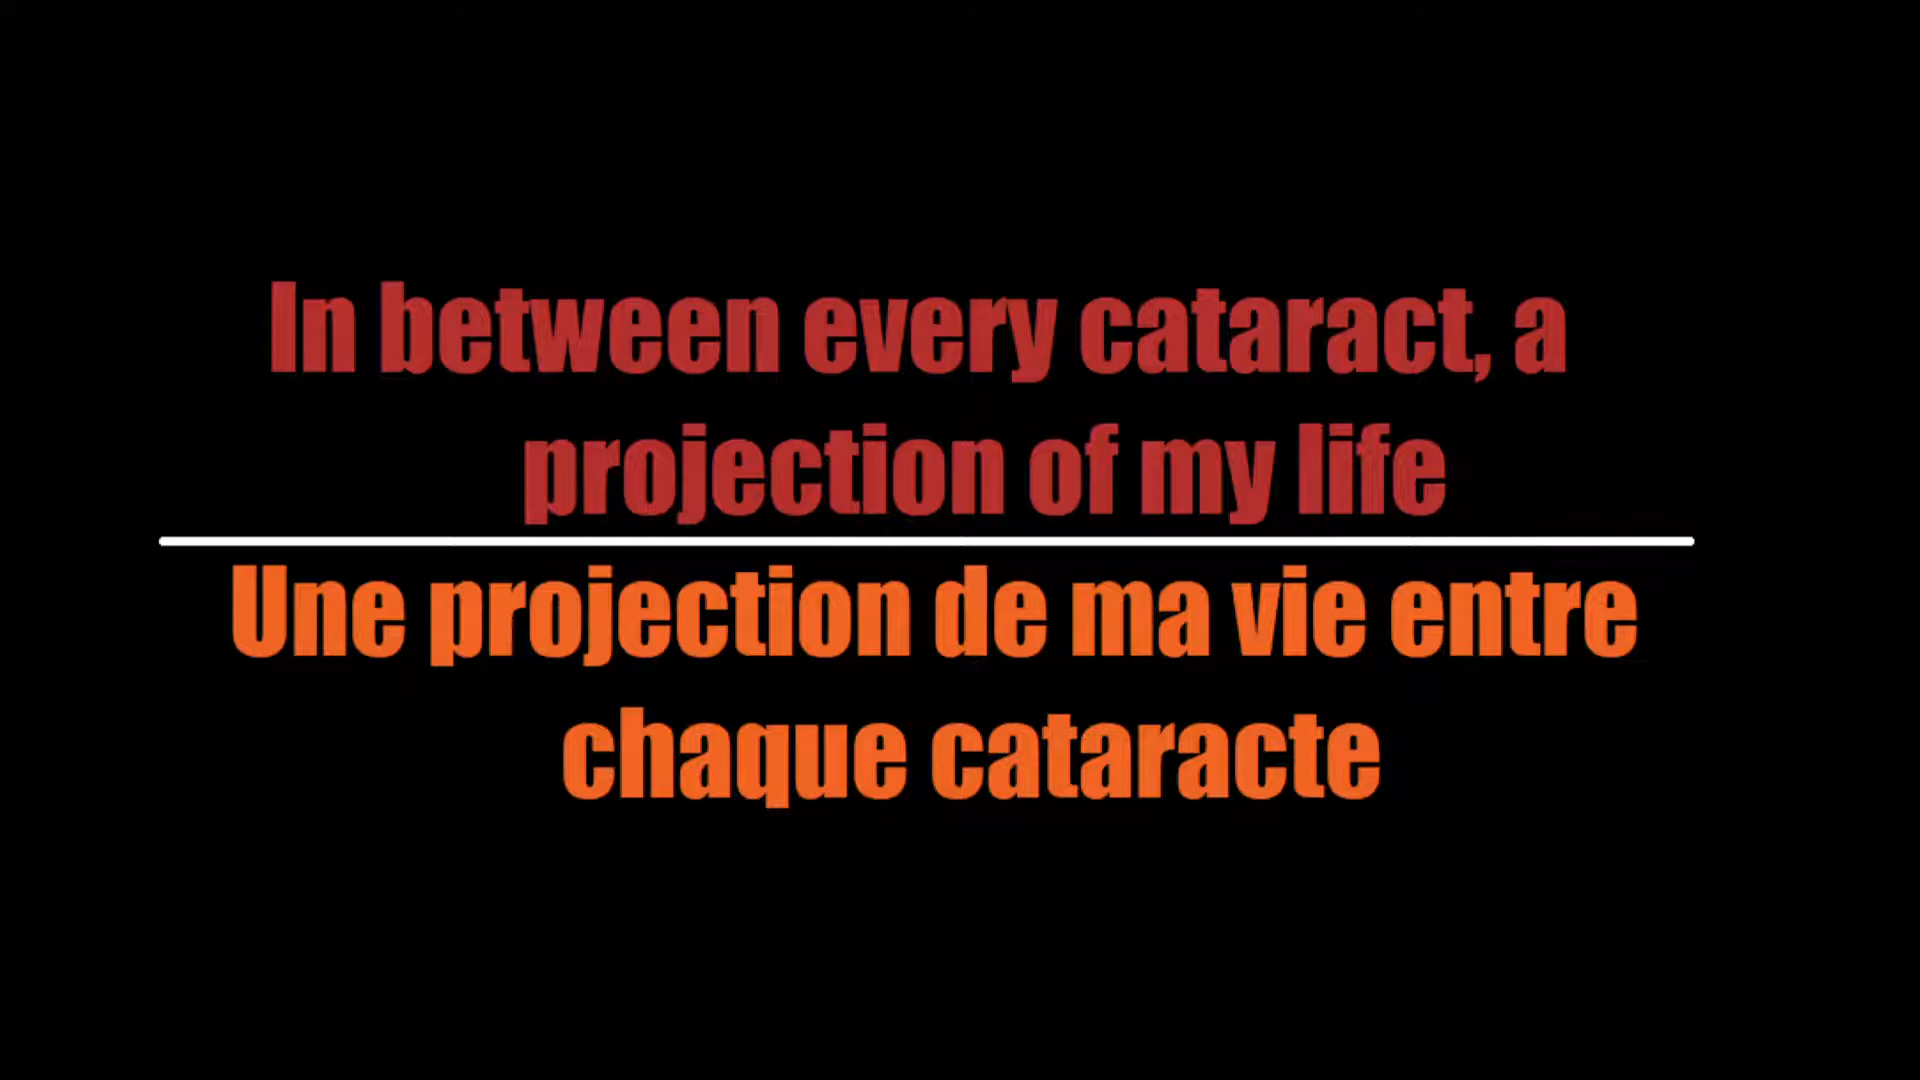 In between every cataract, a
projection of my life
Une projection de ma vie entre
chaque cataracte